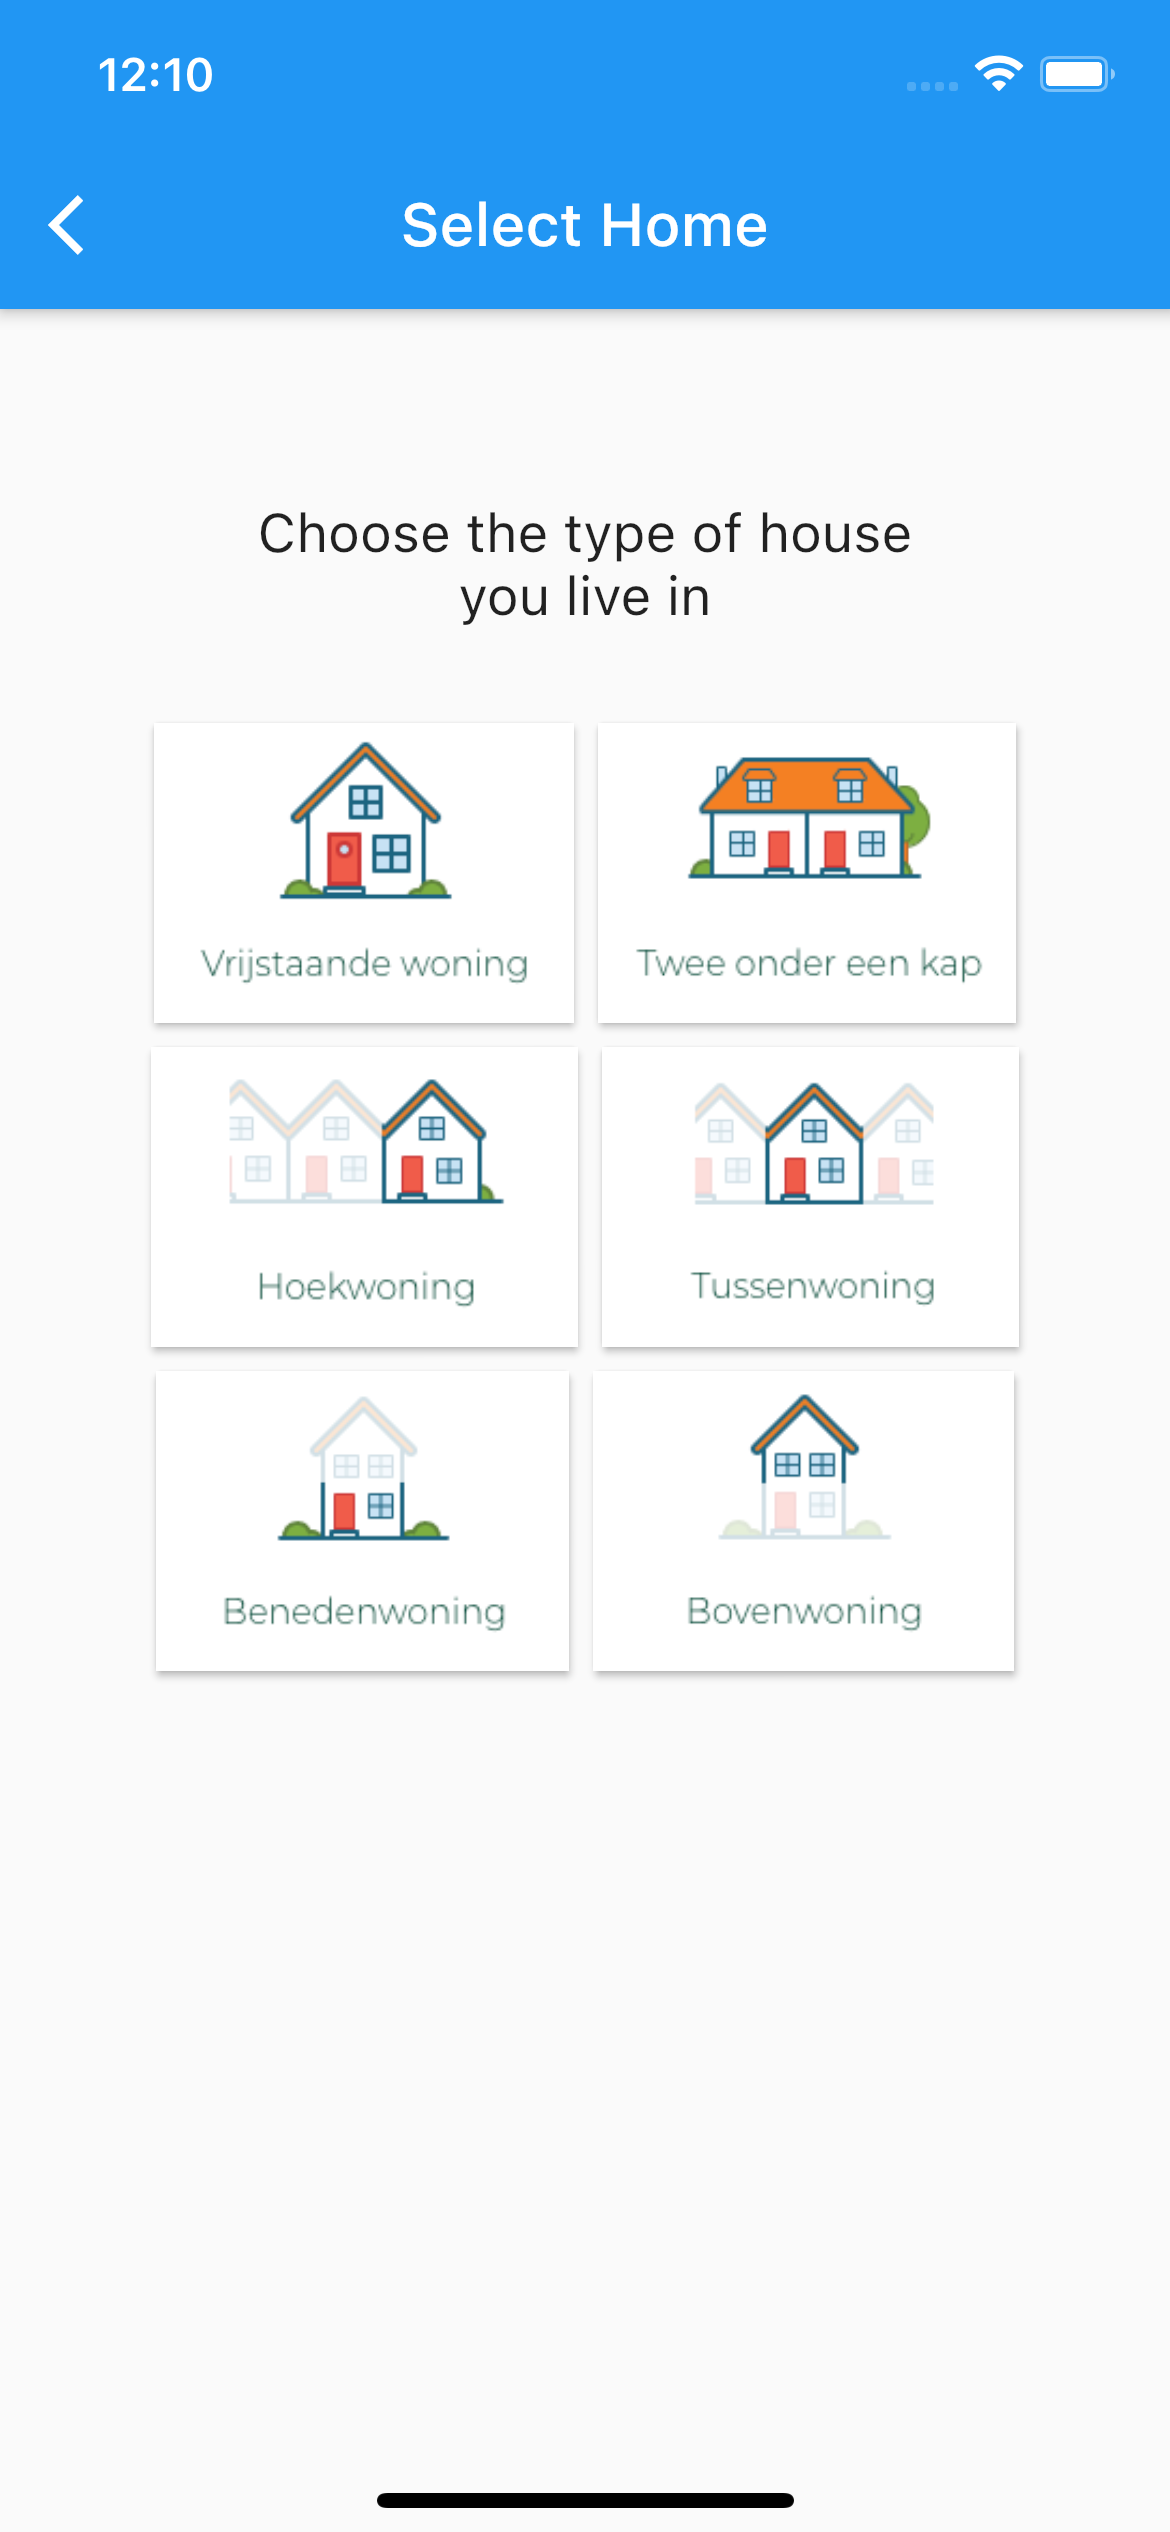 12:10
Select Home
Choose the type of house
you live in
Vrijstaande woning
Twee onder een kap
Hoekwoning
Tussenwoning
Benedenwoning
Bovenwoning